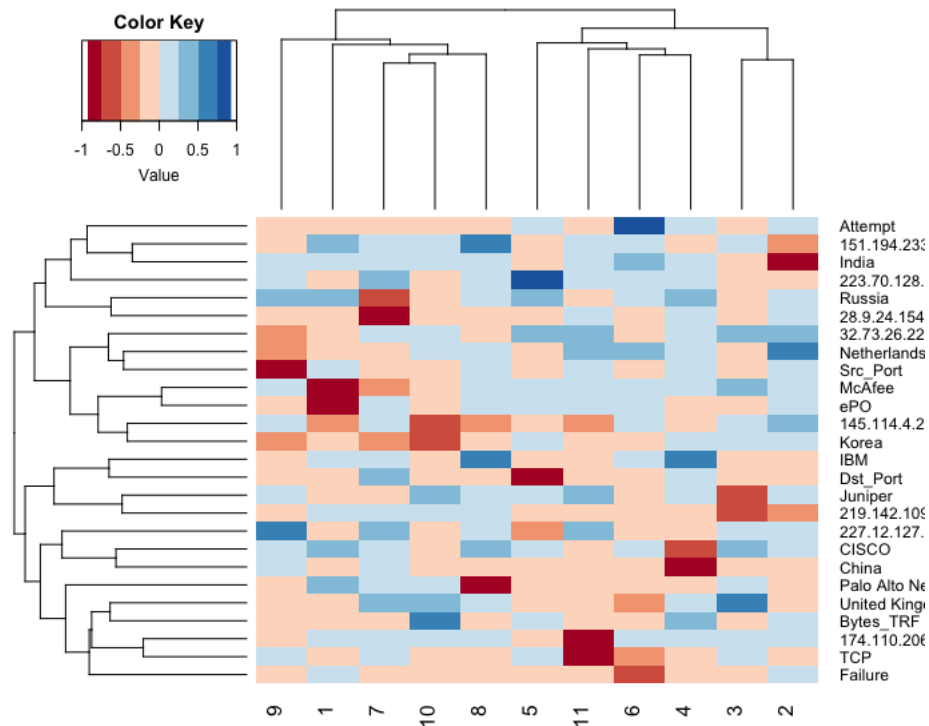 Color Key
-1 -0.5 0 0.5 1
Value
Attempt
151.194.233
India
223.70.128.
Russia
28.9.24.154
32.73.26.22
Netherlands
Src_Port
McAfee
ePO
145.114.4.2
Korea
IBM
Dst_Port
Juniper
219.142.109
227.12.127.
CISCO
China
Palo Alto Ne
United Kinge
Bytes_TRF
174.110.206
TCP
Failure
9 1 7 10 8 5 11 6 4 3 2